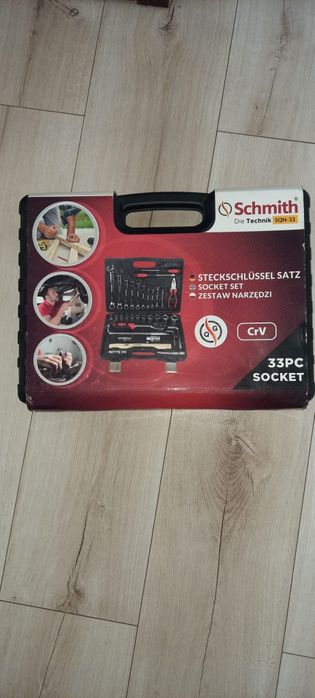 Schmith®
Die Technik SQN-33
STECKSCHLÜSSEL SATZ
SOCKET SET
ZESTAW NARZĘDZI
CrV
33PC
SOCKET